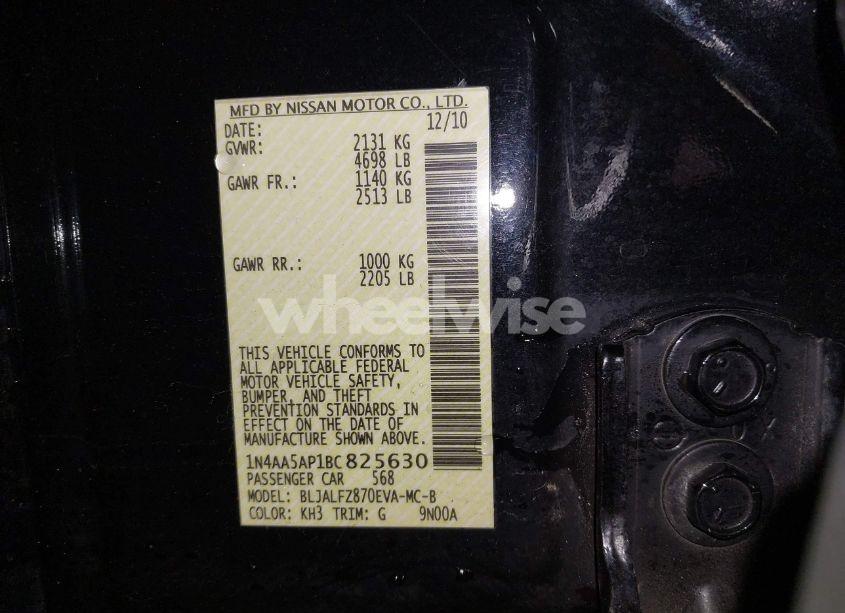 MFD BY NISSAN MOTOR CO., LTD.
DATE: 12/10
GVWR: 2131 KG
4698 LB
GAWR FR.: 1140 KG
2513 LB
GAWR RR.: 1000 KG
2205 LB
wheelwise
THIS VEHICLE CONFORMS TO
ALL APPLICABLE FEDERAL
MOTOR VEHICLE SAFETY,
BUMPER, AND THEFT
PREVENTION STANDARDS IN
EFFECT ON THE DATE OF
MANUFACTURE SHOWN ABOVE.
1N4AA5AP1BC825630
PASSENGER CAR 568
MODEL: BLJALFZ870EVA-MC-B
COLOR: KH3 TRIM: G 9N00A